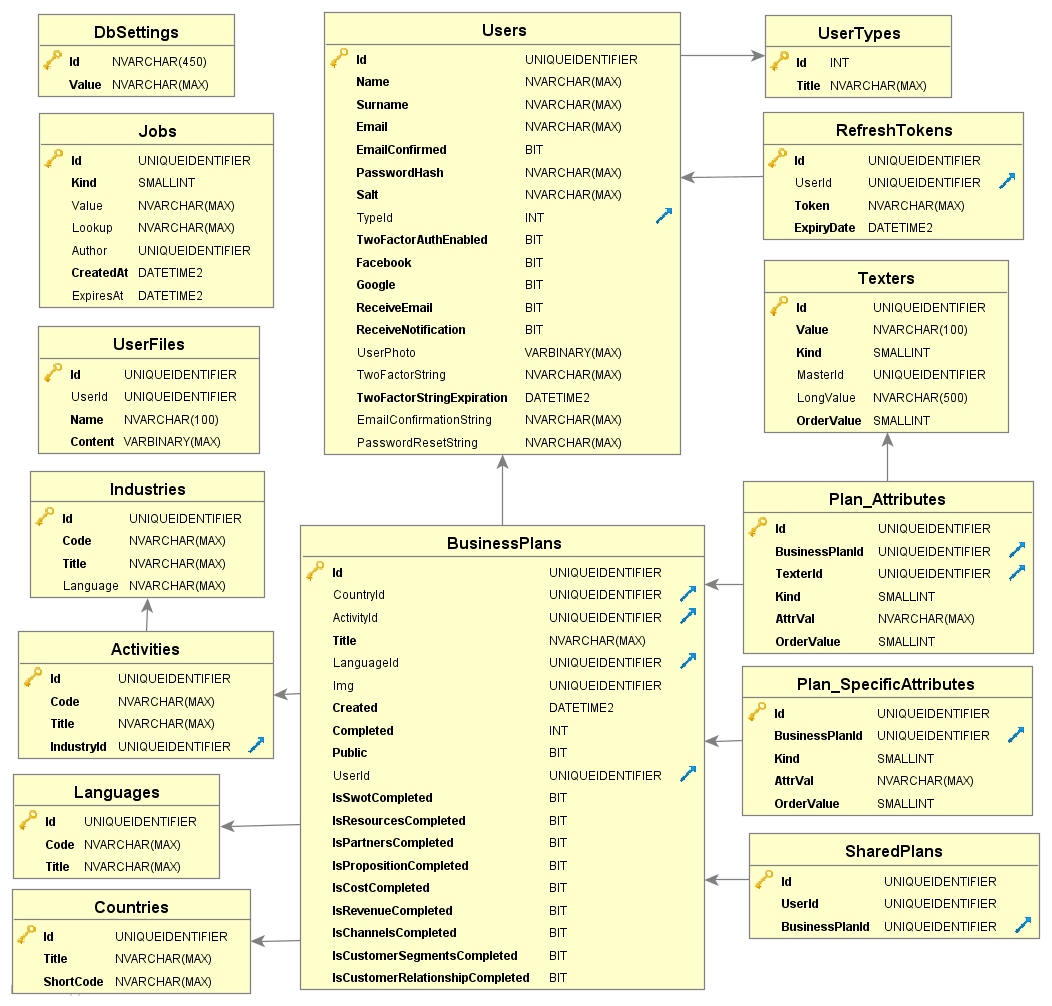 DbSettings
Id NVARCHAR(450)
Value NVARCHAR(MAX)
Jobs
Id UNIQUEIDENTIFIER
Kind SMALLINT
Value NVARCHAR(MAX)
Lookup NVARCHAR(MAX)
Author UNIQUEIDENTIFIER
CreatedAt DATETIME2
ExpiresAt DATETIME2
UserFiles
Id UNIQUEIDENTIFIER
UserId UNIQUEIDENTIFIER
Name NVARCHAR(100)
Content VARBINARY(MAX)
Industries
Id UNIQUEIDENTIFIER
Code NVARCHAR(MAX)
Title NVARCHAR(MAX)
Language NVARCHAR(MAX)
Activities
Id UNIQUEIDENTIFIER
Code NVARCHAR(MAX)
Title NVARCHAR(MAX)
IndustryId UNIQUEIDENTIFIER
Languages
Id UNIQUEIDENTIFIER
Code NVARCHAR(MAX)
Title NVARCHAR(MAX)
Countries
Id UNIQUEIDENTIFIER
Title NVARCHAR(MAX)
ShortCode NVARCHAR(MAX)
Users
Id UNIQUEIDENTIFIER
Name NVARCHAR(MAX)
Surname NVARCHAR(MAX)
Email NVARCHAR(MAX)
EmailConfirmed BIT
PasswordHash NVARCHAR(MAX)
Salt NVARCHAR(MAX)
TypeId INT
TwoFactorAuthEnabled BIT
Facebook BIT
Google BIT
ReceiveEmail BIT
ReceiveNotification BIT
UserPhoto VARBINARY(MAX)
TwoFactorString NVARCHAR(MAX)
TwoFactorStringExpiration DATETIME2
EmailConfirmationString NVARCHAR(MAX)
PasswordResetString NVARCHAR(MAX)
BusinessPlans
Id UNIQUEIDENTIFIER
CountryId UNIQUEIDENTIFIER
ActivityId UNIQUEIDENTIFIER
Title NVARCHAR(MAX)
LanguageId UNIQUEIDENTIFIER
Img UNIQUEIDENTIFIER
Created DATETIME2
Completed INT
Public BIT
UserId UNIQUEIDENTIFIER
IsSwotCompleted BIT
IsResourcesCompleted BIT
IsPartnersCompleted BIT
IsPropositionCompleted BIT
IsCostCompleted BIT
IsRevenueCompleted BIT
IsChannelsCompleted BIT
IsCustomerSegmentsCompleted BIT
IsCustomerRelationshipCompleted BIT
UserTypes
Id INT
Title NVARCHAR(MAX)
RefreshTokens
Id UNIQUEIDENTIFIER
UserId UNIQUEIDENTIFIER
Token NVARCHAR(MAX)
ExpiryDate DATETIME2
Texters
Id UNIQUEIDENTIFIER
Value NVARCHAR(100)
Kind SMALLINT
MasterId UNIQUEIDENTIFIER
LongValue NVARCHAR(500)
OrderValue SMALLINT
Plan_Attributes
Id UNIQUEIDENTIFIER
BusinessPlanId UNIQUEIDENTIFIER
TexterId UNIQUEIDENTIFIER
Kind SMALLINT
AttrVal NVARCHAR(MAX)
OrderValue SMALLINT
Plan_SpecificAttributes
Id UNIQUEIDENTIFIER
BusinessPlanId UNIQUEIDENTIFIER
Kind SMALLINT
AttrVal NVARCHAR(MAX)
OrderValue SMALLINT
SharedPlans
Id UNIQUEIDENTIFIER
UserId UNIQUEIDENTIFIER
BusinessPlanId UNIQUEIDENTIFIER